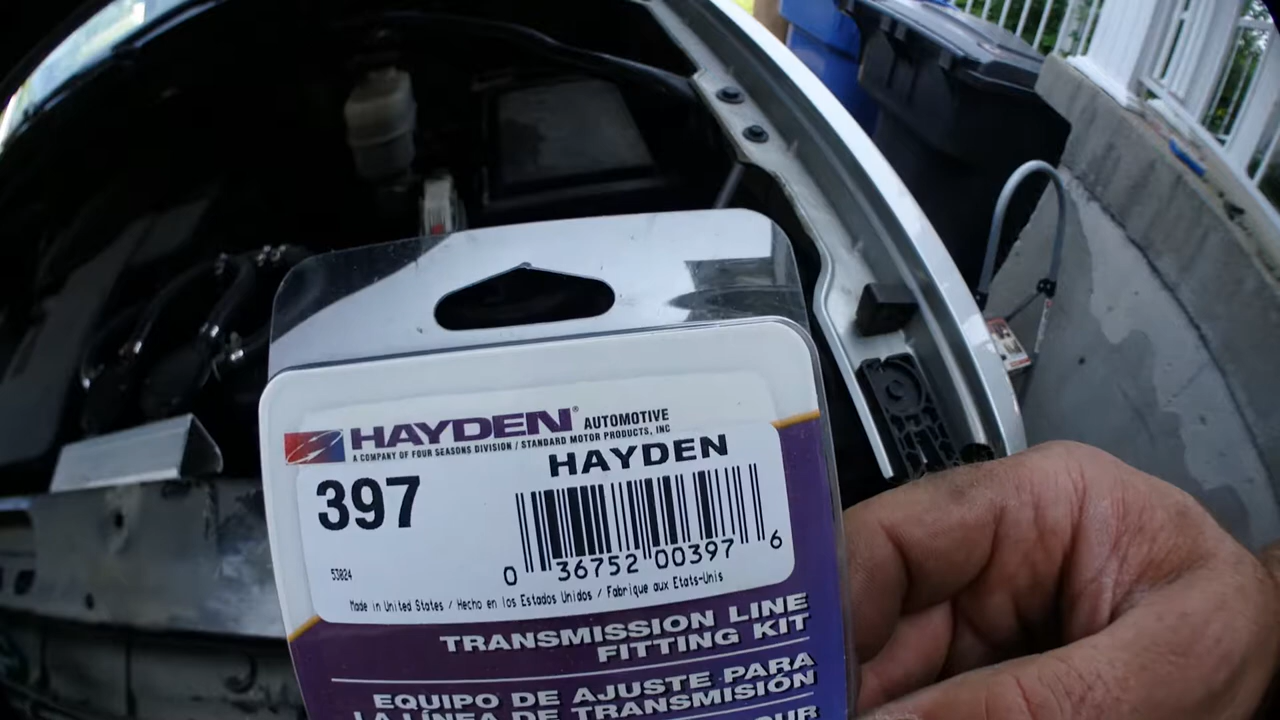 HAYDEN® AUTOMOTIVE
A COMPANY OF FOUR SEASONS DIVISION / STANDARD MOTOR PRODUCTS, INC
HAYDEN
397
0 36752 00397 6
53024
Made in United States / Hecho en los Estados Unidos / Fabrique aux Etats-Unis
TRANSMISSION LINE
FITTING KIT
EQUIPO DE AJUSTE PARA
LA LÍNEA DE TRANSMISIÓN
OUR